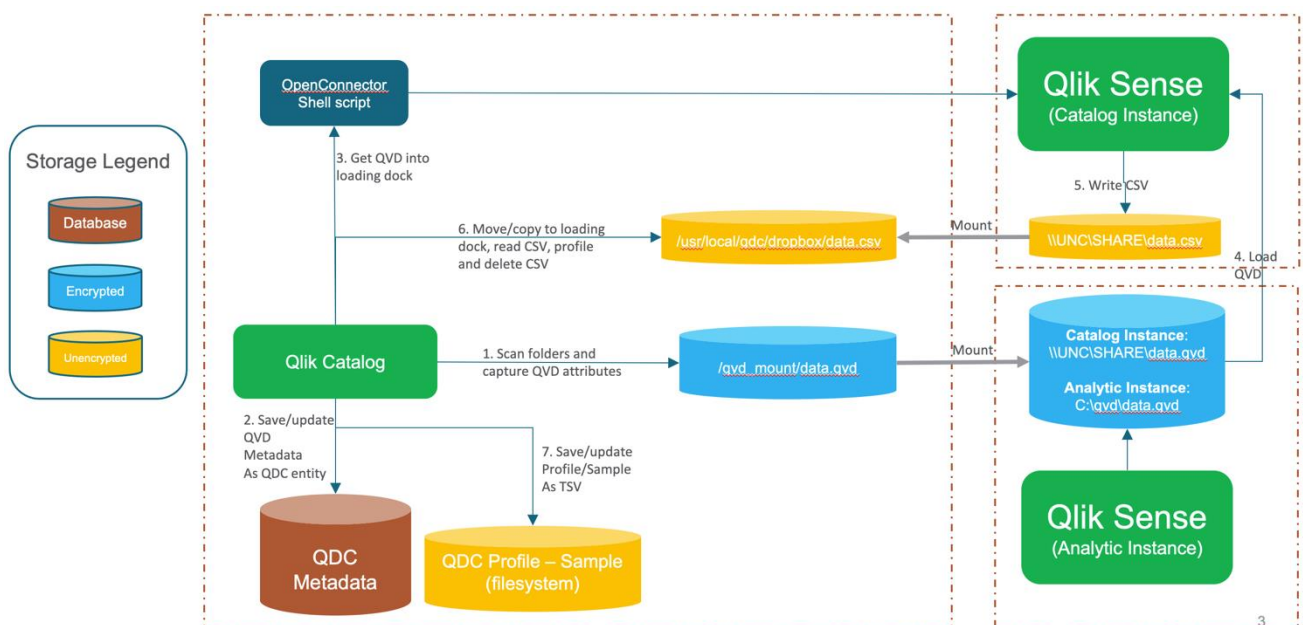 Storage Legend
Database
Encrypted
Unencrypted
OpenConnector
Shell script
3. Get QVD into
loading dock
6. Move/copy to loading
dock, read CSV, profile
and delete CSV
Qlik Catalog
1. Scan folders and
capture QVD attributes
2. Save/update
QVD
Metadata
As QDC entity
7. Save/update
Profile/Sample
As TSV
QDC
Metadata
QDC Profile – Sample
(filesystem)
/usr/local/qdc/dropbox/data.csv
/qvd_mount/data.qvd
Mount
Mount
Qlik Sense
(Catalog Instance)
5. Write CSV
\\UNC\SHARE\data.csv
4. Load
QVD
Catalog Instance:
\\UNC\SHARE\data.qvd
Analytic Instance:
C:\qvd\data.qvd
Qlik Sense
(Analytic Instance)
3